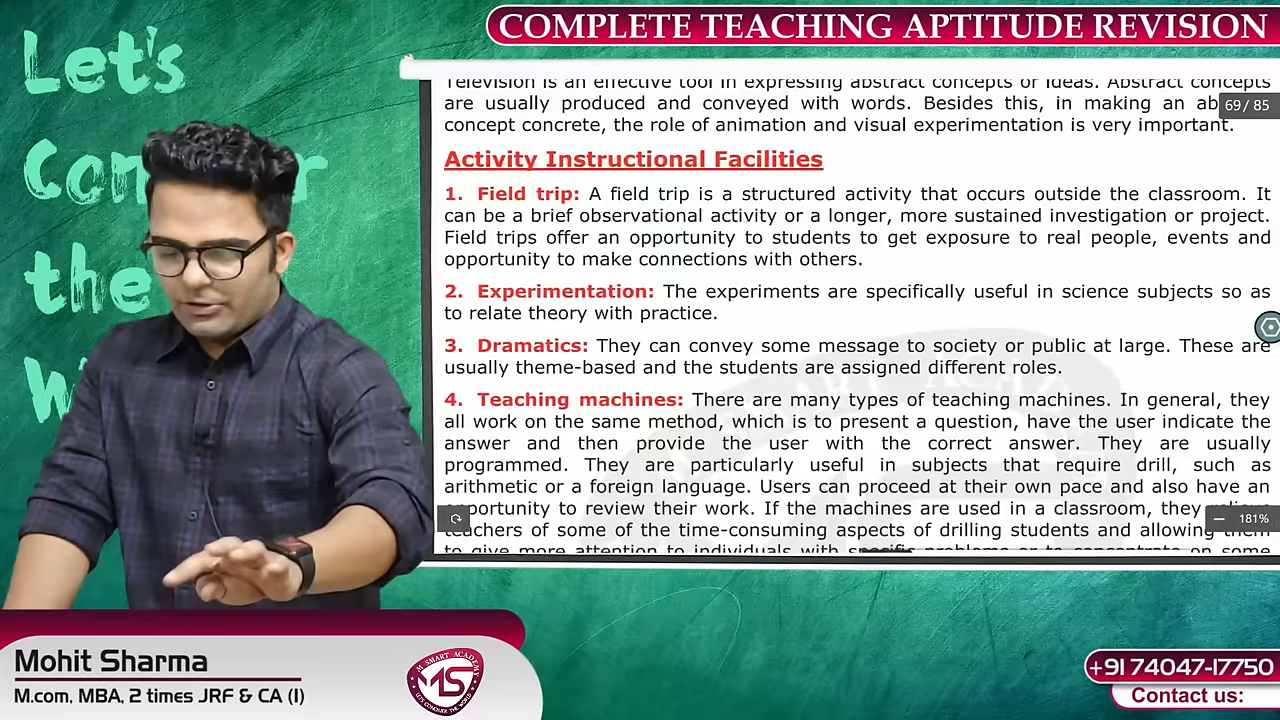 COMPLETE TEACHING APTITUDE REVISION
Let's
the
Television is an effective tool in expressing abstract concepts or ideas. Abstract concepts
are usually produced and conveyed with words. Besides this, in making an ab
concept concrete, the role of animation and visual experimentation is very important.
69/ 85
Activity Instructional Facilities
1. Field trip: A field trip is a structured activity that occurs outside the classroom. It
can be a brief observational activity or a longer, more sustained investigation or project.
Field trips offer an opportunity to students to get exposure to real people, events and
opportunity to make connections with others.
2. Experimentation: The experiments are specifically useful in science subjects so as
to relate theory with practice.
3. Dramatics: They can convey some message to society or public at large. These are
usually theme-based and the students are assigned different roles.
4. Teaching machines: There are many types of teaching machines. In general, they
all work on the same method, which is to present a question, have the user indicate the
answer and then provide the user with the correct answer. They are usually
programmed. They are particularly useful in subjects that require drill, such as
arithmetic or a foreign language. Users can proceed at their own pace and also have an
opportunity to review their work. If the machines are used in a classroom, they relieve
teachers of some of the time-consuming aspects of drilling students and allowing them
to give more attention to individuals with specific problems or to concentrate on some
181%
Mohit Sharma
M.com, MBA, 2 times JRF & CA (I)
M SMART ACADEMY
MS
LET'S CONQUER THE WORLD
+91 74047-17750
Contact us: